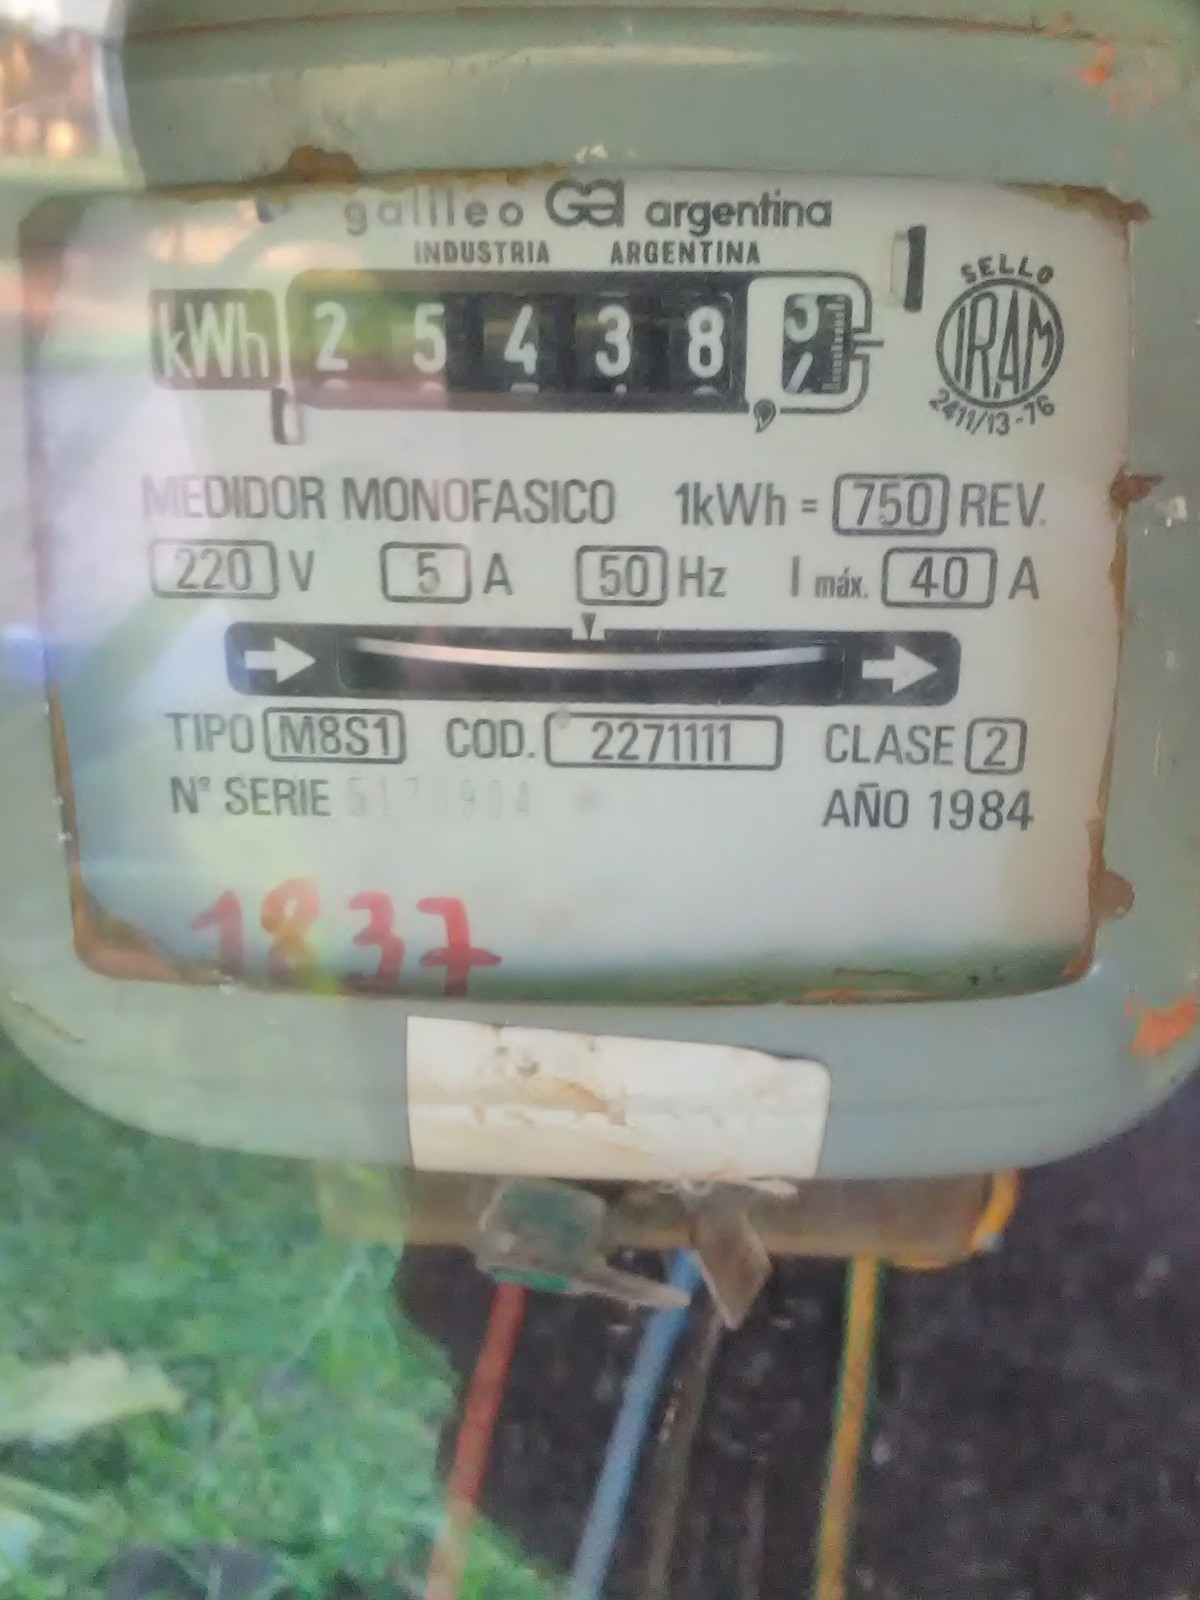 galileo Ga argentina
INDUSTRIA ARGENTINA
kWh 2 5 4 3 8
SELLO
IRAM
2411/13-76
MEDIDOR MONOFASICO 1kWh = 750 REV.
220 V 5 A 50 Hz I máx. 40 A
TIPO M8S1 COD. 2271111 CLASE 2
Nº SERIE
AÑO 1984
1837